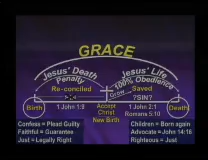 GRACE
Jesus' Death
Jesus' Life
Penalty
100% Obedience
Re-conciled
Saved
Grow
?SIN?
Birth
1 John 1:9
Accept
Christ
New Birth
1 John 2:1
Romans 5:10
Death
Confess = Plead Guilty
Faithful = Guarantee
Just = Legally Right
Children = Born again
Advocate = John 14:16
Righteous = Just